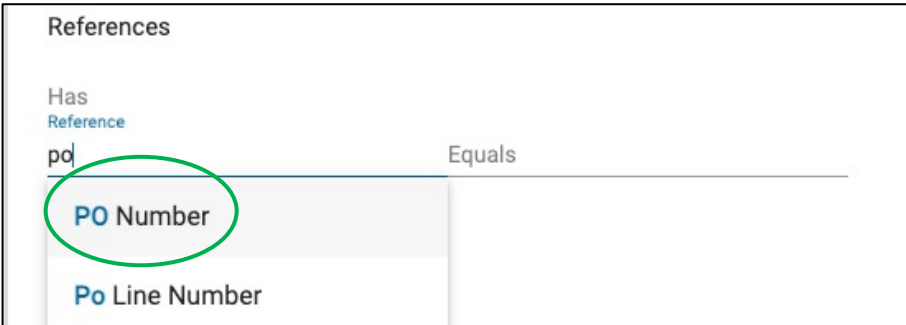 References
Has
Reference
po Equals
PO Number
Po Line Number